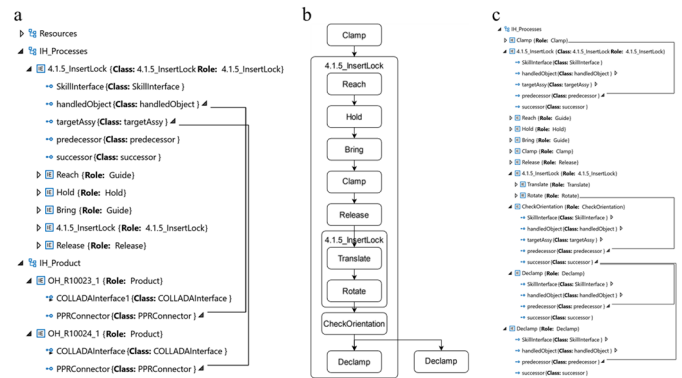 a
Resources
IH_Processes
4.1.5_InsertLock {Class: 4.1.5_InsertLock Role: 4.1.5_InsertLock}
SkillInterface {Class: SkillInterface }
handledObject {Class: handledObject }
targetAssy {Class: targetAssy }
predecessor {Class: predecessor }
successor {Class: successor }
Reach {Role: Guide}
Hold {Role: Hold}
Bring {Role: Guide}
4.1.5_InsertLock {Role: 4.1.5_InsertLock}
Release {Role: Release}
IH_Product
OH_R10023_1 {Role: Product}
COLLADAInterface1 {Class: COLLADAInterface }
PPRConnector {Class: PPRConnector }
OH_R10024_1 {Role: Product}
COLLADAInterface {Class: COLLADAInterface }
PPRConnector {Class: PPRConnector }
b
Clamp
4.1.5_InsertLock
Reach
Hold
Bring
Clamp
Release
4.1.5_InsertLock
Translate
Rotate
CheckOrientation
Declamp
Declamp
c
IH_Processes
Clamp {Role: Clamp}
4.1.5_InsertLock {Class: 4.1.5_InsertLock Role: 4.1.5_InsertLock}
SkillInterface {Class: SkillInterface }
handledObject {Class: handledObject }
targetAssy {Class: targetAssy }
predecessor {Class: predecessor }
successor {Class: successor }
Reach {Role: Guide}
Hold {Role: Hold}
Bring {Role: Guide}
Clamp {Role: Clamp}
Release {Role: Release}
4.1.5_InsertLock {Role: 4.1.5_InsertLock}
Translate {Role: Translate}
Rotate {Role: Rotate}
CheckOrientation {Role: CheckOrientation}
SkillInterface {Class: SkillInterface }
handledObject {Class: handledObject }
targetAssy {Class: targetAssy }
predecessor {Class: predecessor }
successor {Class: successor }
Declamp {Role: Declamp}
SkillInterface {Class: SkillInterface }
handledObject {Class: handledObject }
predecessor {Class: predecessor }
successor {Class: successor }
Declamp {Role: Declamp}
SkillInterface {Class: SkillInterface }
handledObject {Class: handledObject }
predecessor {Class: predecessor }
successor {Class: successor }